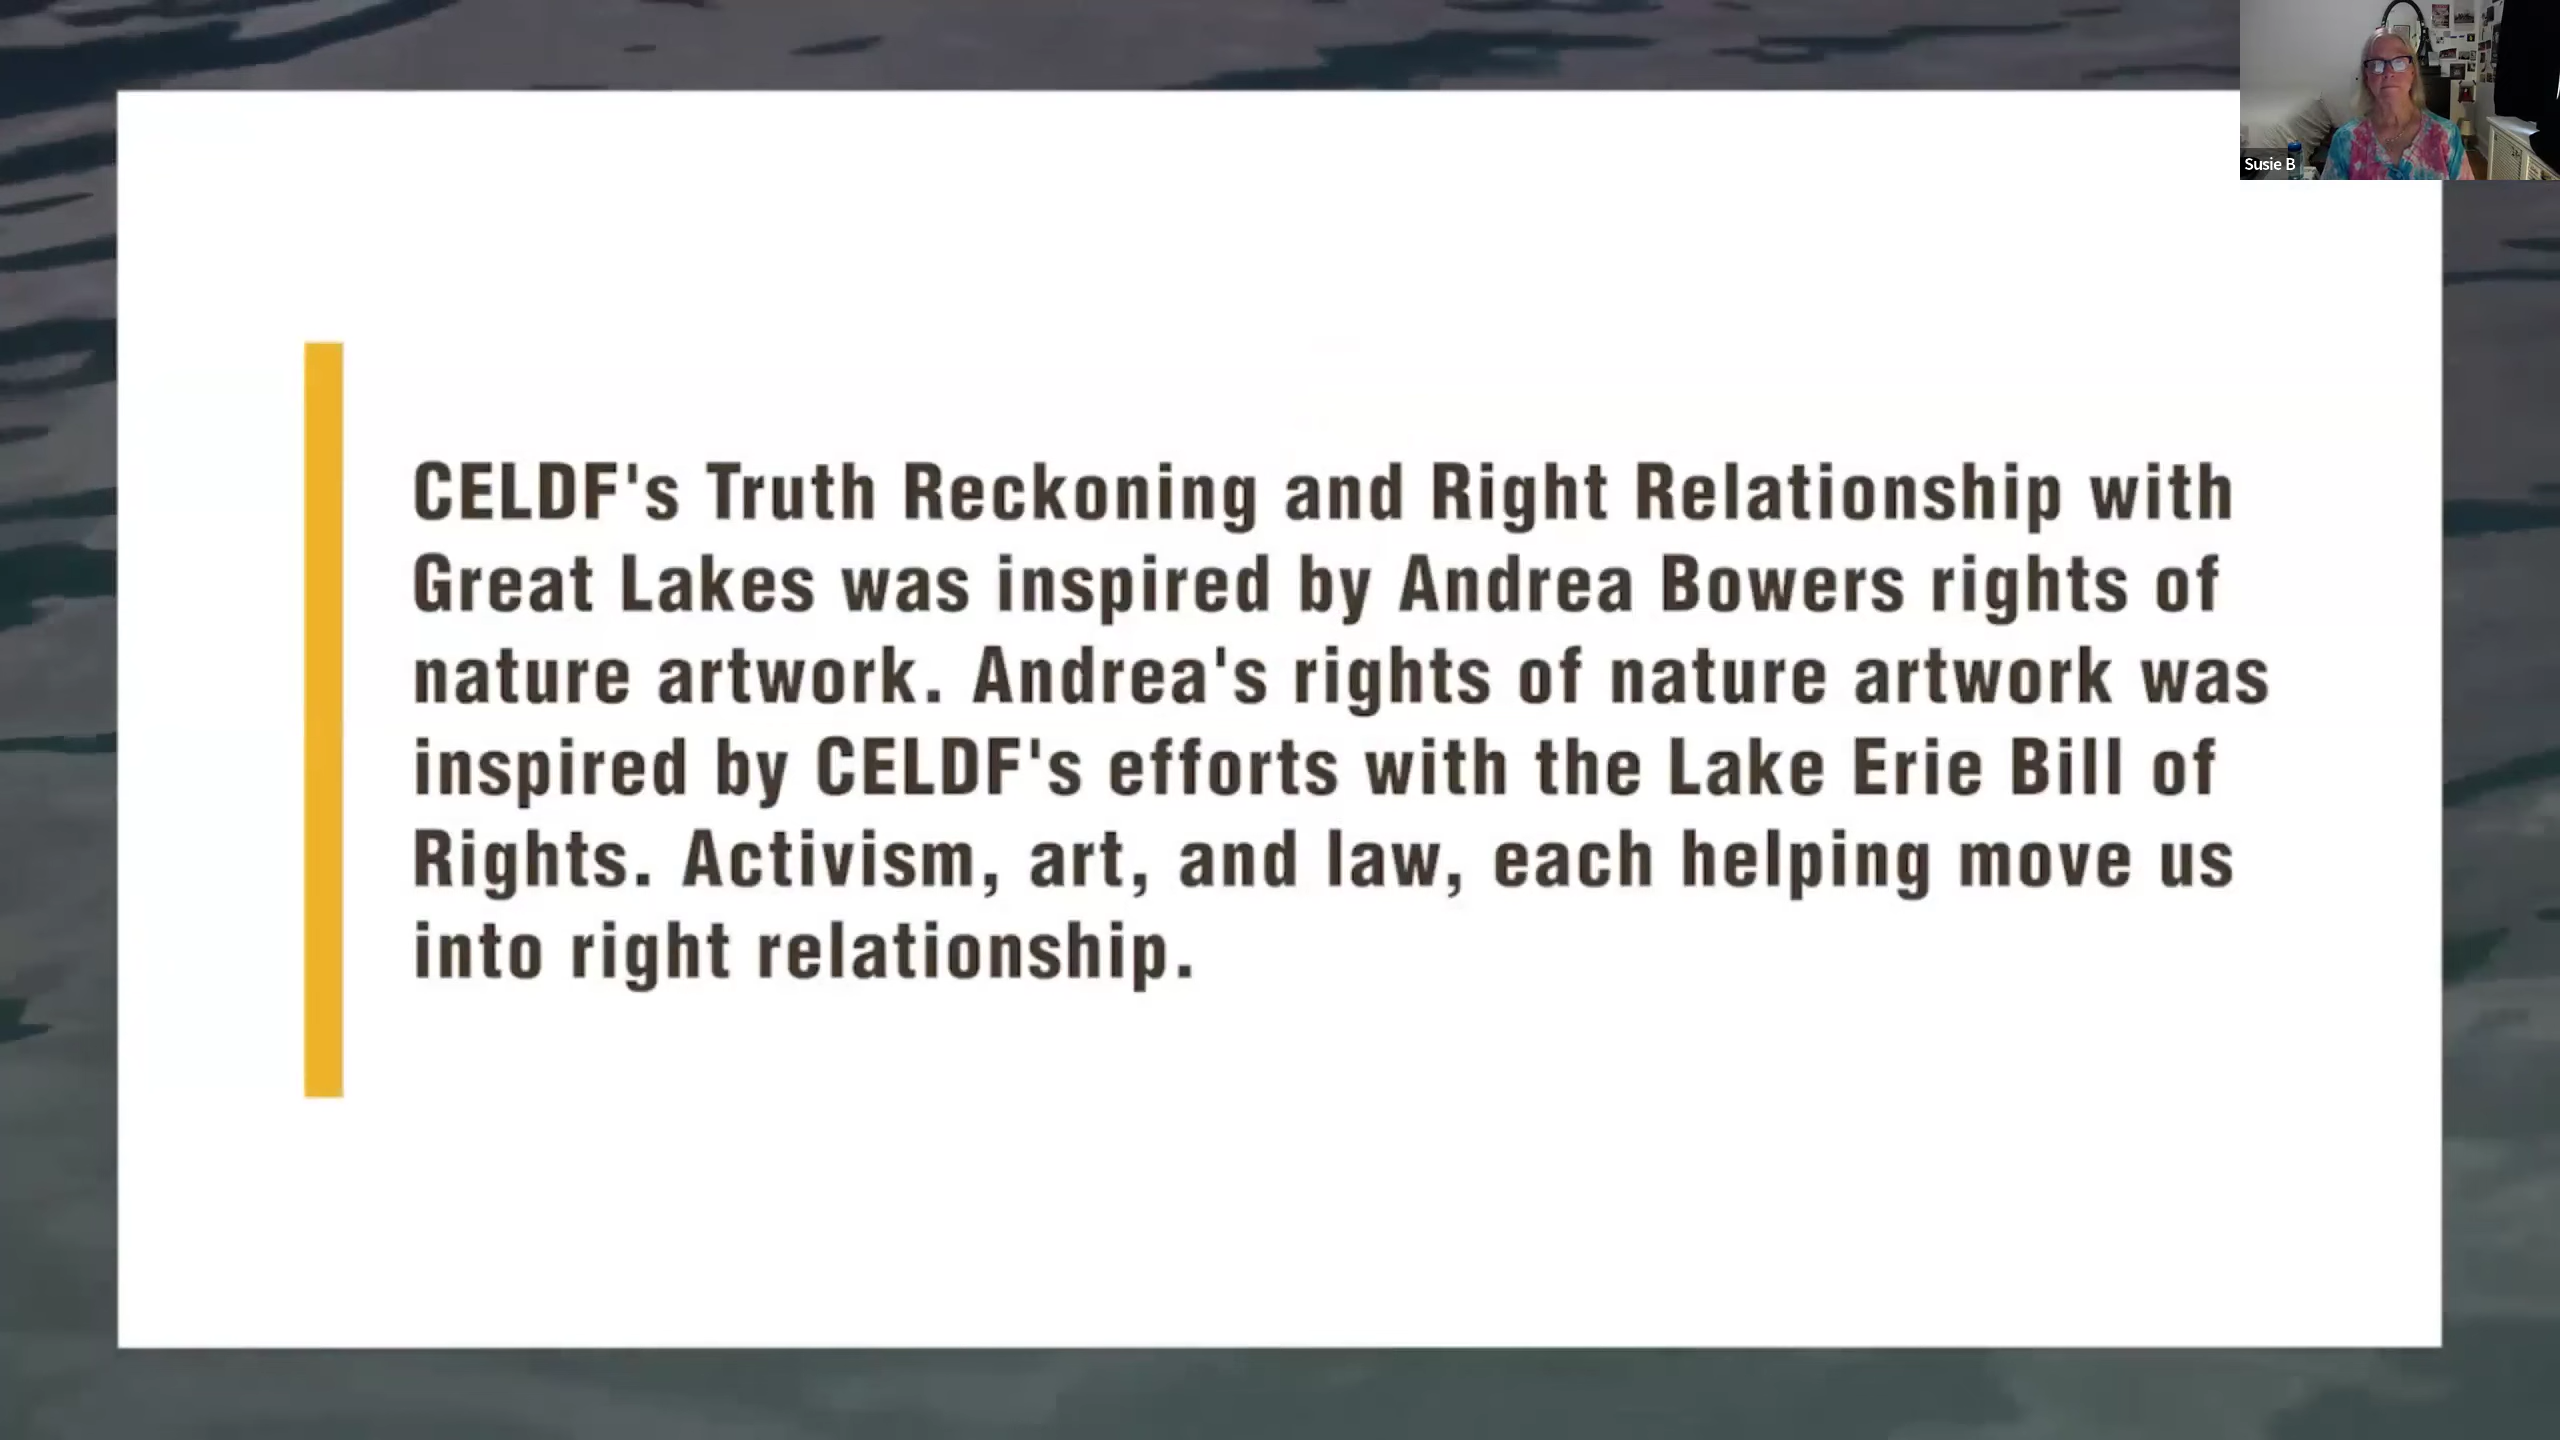 Susie B
CELDF's Truth Reckoning and Right Relationship with
Great Lakes was inspired by Andrea Bowers rights of
nature artwork. Andrea's rights of nature artwork was
inspired by CELDF's efforts with the Lake Erie Bill of
Rights. Activism, art, and law, each helping move us
into right relationship.